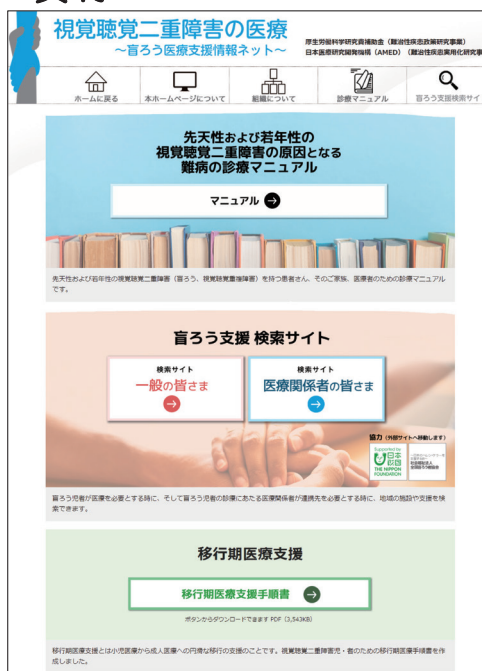 視覚聴覚二重障害の医療
～盲ろう医療支援情報ネット～
厚生労働科学研究費補助金（難治性疾患政策研究事業）
日本医療研究開発機構（AMED）（難治性疾患実用化研究事
ホームに戻る
本ホームページについて
組織について
診療マニュアル
盲ろう支援検索サイ
先天性および若年性の
視覚聴覚二重障害の原因となる
難病の診療マニュアル
マニュアル
先天性および若年性の視覚聴覚二重障害（盲ろう、視覚聴覚重複障害）を持つ患者さん、そのご家族、医療者のための診療マニュアル
です。
盲ろう支援 検索サイト
検索サイト
一般の皆さま
検索サイト
医療関係者の皆さま
協力（外部サイトへ移動します）
Supported by
日本
財団
THE NIPPON
FOUNDATION
盲ろう児者が医療を必要とする時に、そして盲ろう児者の診療にあたる医療関係者が連携先を必要とする時に、地域の施設や支援を検
索できます。
移行期医療支援
移行期医療支援手順書
ボタンからダウンロードできます PDF（3,543KB）
移行期医療支援とは小児医療から成人医療への円滑な移行の支援のことです。視覚聴覚二重障害児・者のための移行期医療手順書を作
成しました。